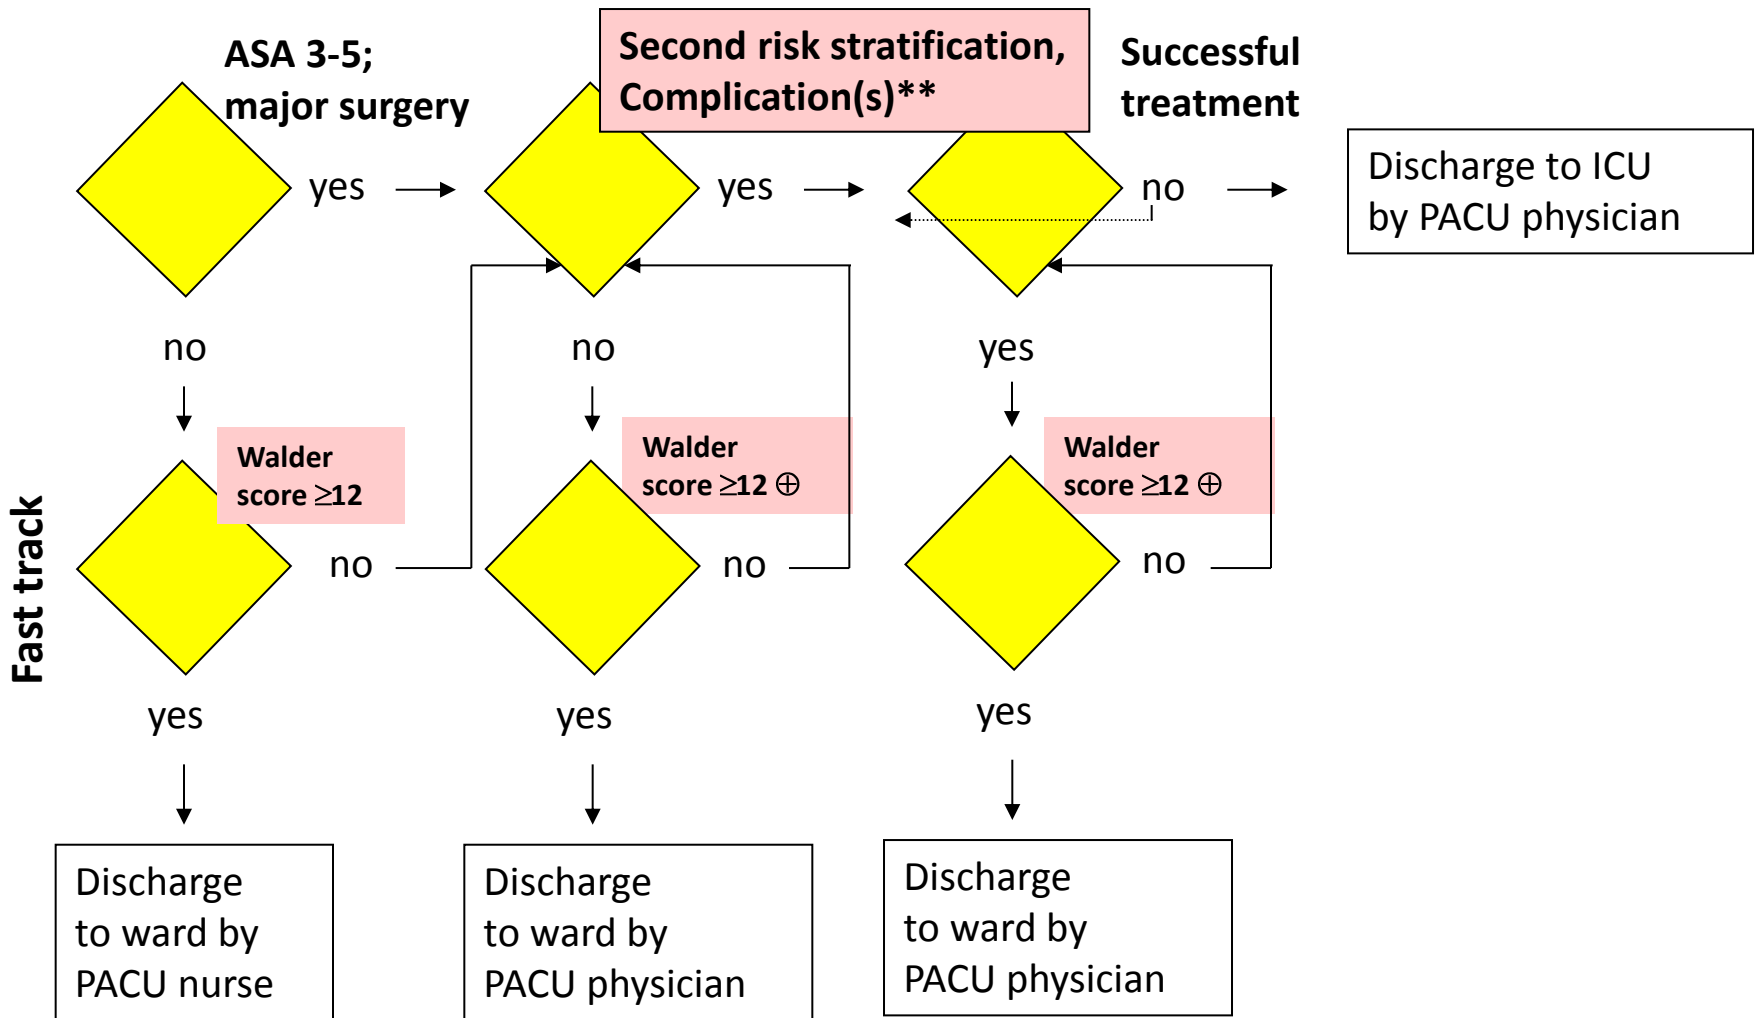 ASA 3-5;
major surgery
Second risk stratification,
Complication(s)**
Successful
treatment
yes
yes
no
Discharge to ICU
by PACU physician
no
no
yes
Fast track
Walder
score ≥12
Walder
score ≥12 ⊕
Walder
score ≥12 ⊕
no
no
no
yes
yes
yes
Discharge
to ward by
PACU nurse
Discharge
to ward by
PACU physician
Discharge
to ward by
PACU physician